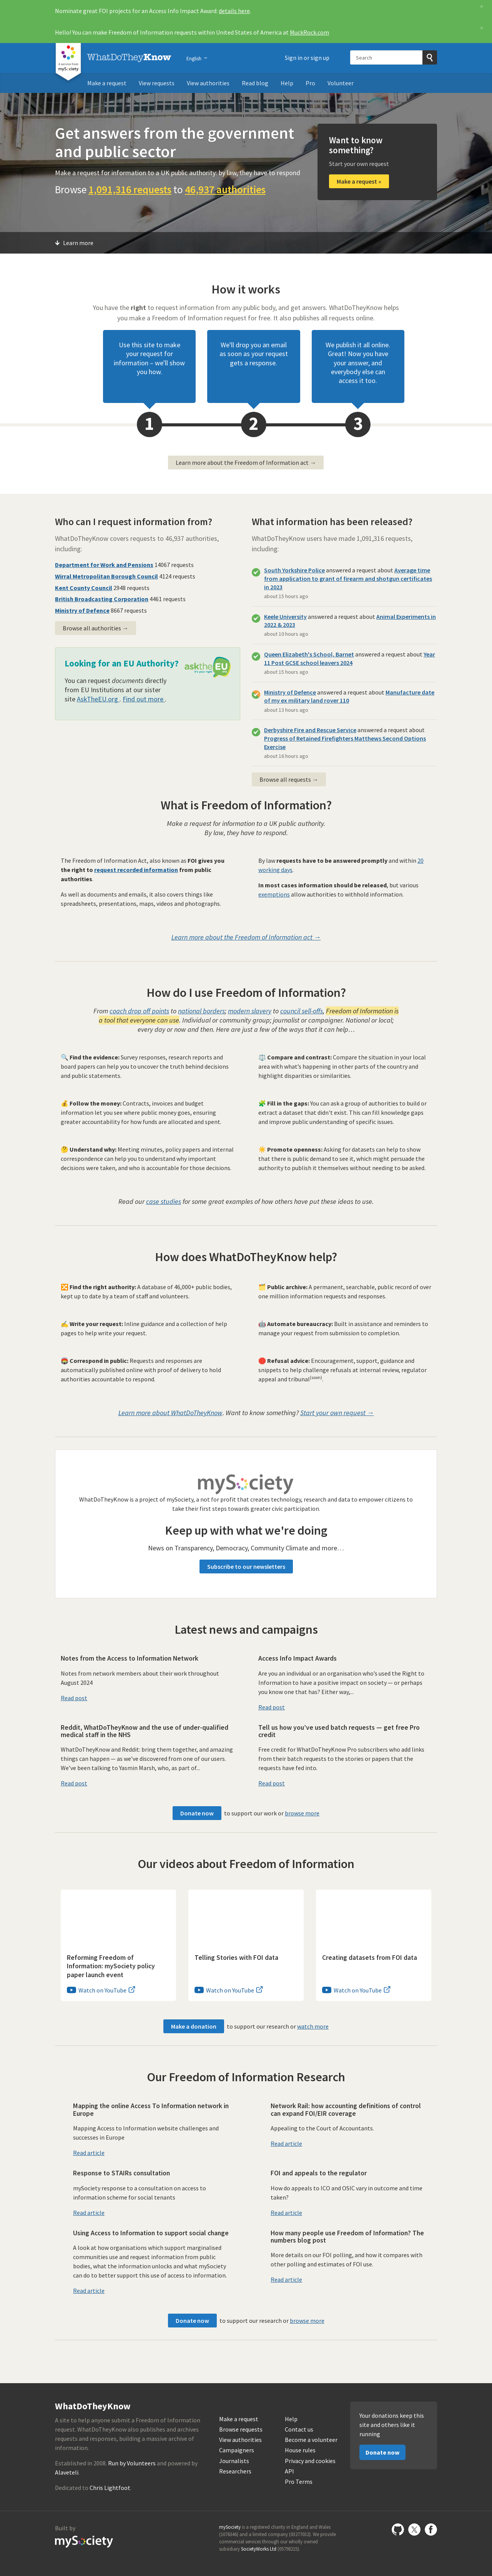 Nominate great FOI projects for an Access Info Impact Award: details here
×
Hello! You can make Freedom of Information requests within United States of America at MuckRock.com
×
mySociety
WhatDoTheyKnow
English
Sign in or sign up
Search
Make a request
View requests
View authorities
Read blog
Help
Pro
Volunteer
Get answers from the government
and public sector
Make a request for information to a UK public authority: by law, they have to respond
Browse 1,091,316 requests to 46,937 authorities
Want to know
something?
Start your own request
Make a request »
Learn more
How it works
You have the right to request information from any public body, and get answers. WhatDoTheyKnow helps
you make a Freedom of Information request for free. It also publishes all requests online.
Use this site to make
your request for
information – we'll show
you how.
We'll drop you an email
as soon as your request
gets a response.
We publish it all online.
Great! Now you have
your answer, and
everybody else can
access it too.
1
2
3
Learn more about the Freedom of Information act →
Who can I request information from?
WhatDoTheyKnow covers requests to 46,937 authorities,
including:
Department for Work and Pensions 14067 requests
Wirral Metropolitan Borough Council 4124 requests
Kent County Council 2948 requests
British Broadcasting Corporation 4461 requests
Ministry of Defence 8667 requests
Browse all authorities →
Looking for an EU Authority?
asktheEU
You can request documents directly
from EU Institutions at our sister
site AskTheEU.org . Find out more .
What information has been released?
WhatDoTheyKnow users have made 1,091,316 requests,
including:
South Yorkshire Police answered a request about Average time
from application to grant of firearm and shotgun certificates
in 2023
about 15 hours ago
Keele University answered a request about Animal Experiments in
2022 & 2023
about 10 hours ago
Queen Elizabeth's School, Barnet answered a request about Year
11 Post GCSE school leavers 2024
about 15 hours ago
Ministry of Defence answered a request about Manufacture date
of my ex military land rover 110
about 13 hours ago
Derbyshire Fire and Rescue Service answered a request about
Progress of Retained Firefighters Matthews Second Options
Exercise
about 16 hours ago
Browse all requests →
What is Freedom of Information?
Make a request for information to a UK public authority.
By law, they have to respond.
The Freedom of Information Act, also known as FOI gives you
the right to request recorded information from public
authorities.
As well as documents and emails, it also covers things like
spreadsheets, presentations, maps, videos and photographs.
By law requests have to be answered promptly and within 20
working days.
In most cases information should be released, but various
exemptions allow authorities to withhold information.
Learn more about the Freedom of Information act →
How do I use Freedom of Information?
From coach drop off points to national borders; modern slavery to council sell-offs, Freedom of Information is
a tool that everyone can use. Individual or community group; journalist or campaigner. National or local;
every day or now and then. Here are just a few of the ways that it can help…
🔍 Find the evidence: Survey responses, research reports and
board papers can help you to uncover the truth behind decisions
and public statements.
⚖️ Compare and contrast: Compare the situation in your local
area with what's happening in other parts of the country and
highlight disparities or similarities.
💰 Follow the money: Contracts, invoices and budget
information let you see where public money goes, ensuring
greater accountability for how funds are allocated and spent.
🧩 Fill in the gaps: You can ask a group of authorities to build or
extract a dataset that didn't exist. This can fill knowledge gaps
and improve public understanding of specific issues.
🤔 Understand why: Meeting minutes, policy papers and internal
correspondence can help you to understand why important
decisions were taken, and who is accountable for those decisions.
☀️ Promote openness: Asking for datasets can help to show
that there is public demand to see it, which might persuade the
authority to publish it themselves without needing to be asked.
Read our case studies for some great examples of how others have put these ideas to use.
How does WhatDoTheyKnow help?
🔀 Find the right authority: A database of 46,000+ public bodies,
kept up to date by a team of staff and volunteers.
🗂️ Public archive: A permanent, searchable, public record of over
one million information requests and responses.
✍️ Write your request: Inline guidance and a collection of help
pages to help write your request.
🤖 Automate bureaucracy: Built in assistance and reminders to
manage your request from submission to completion.
📮 Correspond in public: Requests and responses are
automatically published online with proof of delivery to hold
authorities accountable to respond.
🛑 Refusal advice: Encouragement, support, guidance and
snippets to help challenge refusals at internal review, regulator
appeal and tribunal(soon).
Learn more about WhatDoTheyKnow. Want to know something? Start your own request →
mySociety
WhatDoTheyKnow is a project of mySociety, a not for profit that creates technology, research and data to empower citizens to
take their first steps towards greater civic participation.
Keep up with what we're doing
News on Transparency, Democracy, Community Climate and more…
Subscribe to our newsletters
Latest news and campaigns
Notes from the Access to Information Network
Notes from network members about their work throughout
August 2024
Read post
Access Info Impact Awards
Are you an individual or an organisation who's used the Right to
Information to have a positive impact on society — or perhaps
you know one that has? Either way,...
Read post
Reddit, WhatDoTheyKnow and the use of under-qualified
medical staff in the NHS
WhatDoTheyKnow and Reddit: bring them together, and amazing
things can happen — as we've discovered from one of our users.
We've been talking to Yasmin Marsh, who, as part of...
Read post
Tell us how you've used batch requests — get free Pro
credit
Free credit for WhatDoTheyKnow Pro subscribers who add links
from their batch requests to the stories or papers that the
requests have fed into.
Read post
Donate now to support our work or browse more
Our videos about Freedom of Information
Reforming Freedom of
Information: mySociety policy
paper launch event
Watch on YouTube
Telling Stories with FOI data
Watch on YouTube
Creating datasets from FOI data
Watch on YouTube
Make a donation to support our research or watch more
Our Freedom of Information Research
Mapping the online Access To Information network in
Europe
Mapping Access to Information website challenges and
successes in Europe
Read article
Network Rail: how accounting definitions of control
can expand FOI/EIR coverage
Appealing to the Court of Accountants.
Read article
Response to STAIRs consultation
mySociety response to a consultation on access to
information scheme for social tenants
Read article
FOI and appeals to the regulator
How do appeals to ICO and OSIC vary in outcome and time
taken?
Read article
Using Access to Information to support social change
A look at how organisations which support marginalised
communities use and request information from public
bodies, what the information unlocks and what mySociety
can do to better support this use of access to information.
Read article
How many people use Freedom of Information? The
numbers blog post
More details on our FOI polling, and how it compares with
other polling and estimates of FOI use.
Read article
Donate now to support our research or browse more
WhatDoTheyKnow
A site to help anyone submit a Freedom of Information
request. WhatDoTheyKnow also publishes and archives
requests and responses, building a massive archive of
information.
Established in 2008. Run by Volunteers and powered by
Alaveteli.
Dedicated to Chris Lightfoot.
Make a request
Browse requests
View authorities
Campaigners
Journalists
Researchers
Help
Contact us
Become a volunteer
House rules
Privacy and cookies
API
Pro Terms
Your donations keep this
site and others like it
running
Donate now
Built by
mySociety
mySociety is a registered charity in England and Wales
(1076346) and a limited company (03277032). We provide
commercial services through our wholly owned
subsidiary SocietyWorks Ltd (05798215).